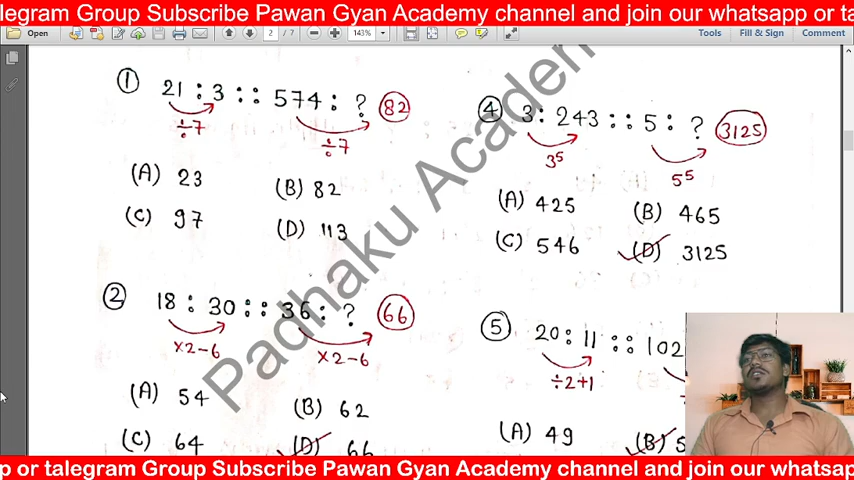 legram Group Subscribe Pawan Gyan Academy channel and join our whatsapp or ta
Open 2 / 7 143% Tools Fill & Sign Comment
① 21 : 3 :: 574 : ? 82
÷7 ÷7
(A) 23 (B) 82
(C) 97 (D) 113
② 18 : 30 :: 36 : ? 66
×2-6 ×2-6
(A) 54 (B) 62
(C) 64 (D) 66
④ 3 : 243 :: 5 : ? 3125
3⁵ 5⁵
(A) 425 (B) 465
(C) 546 (D) 3125
⑤ 20 : 11 :: 102
÷2+1
(A) 49 (B) 5
Padhaku Academ
p or talegram Group Subscribe Pawan Gyan Academy channel and join our whatsap